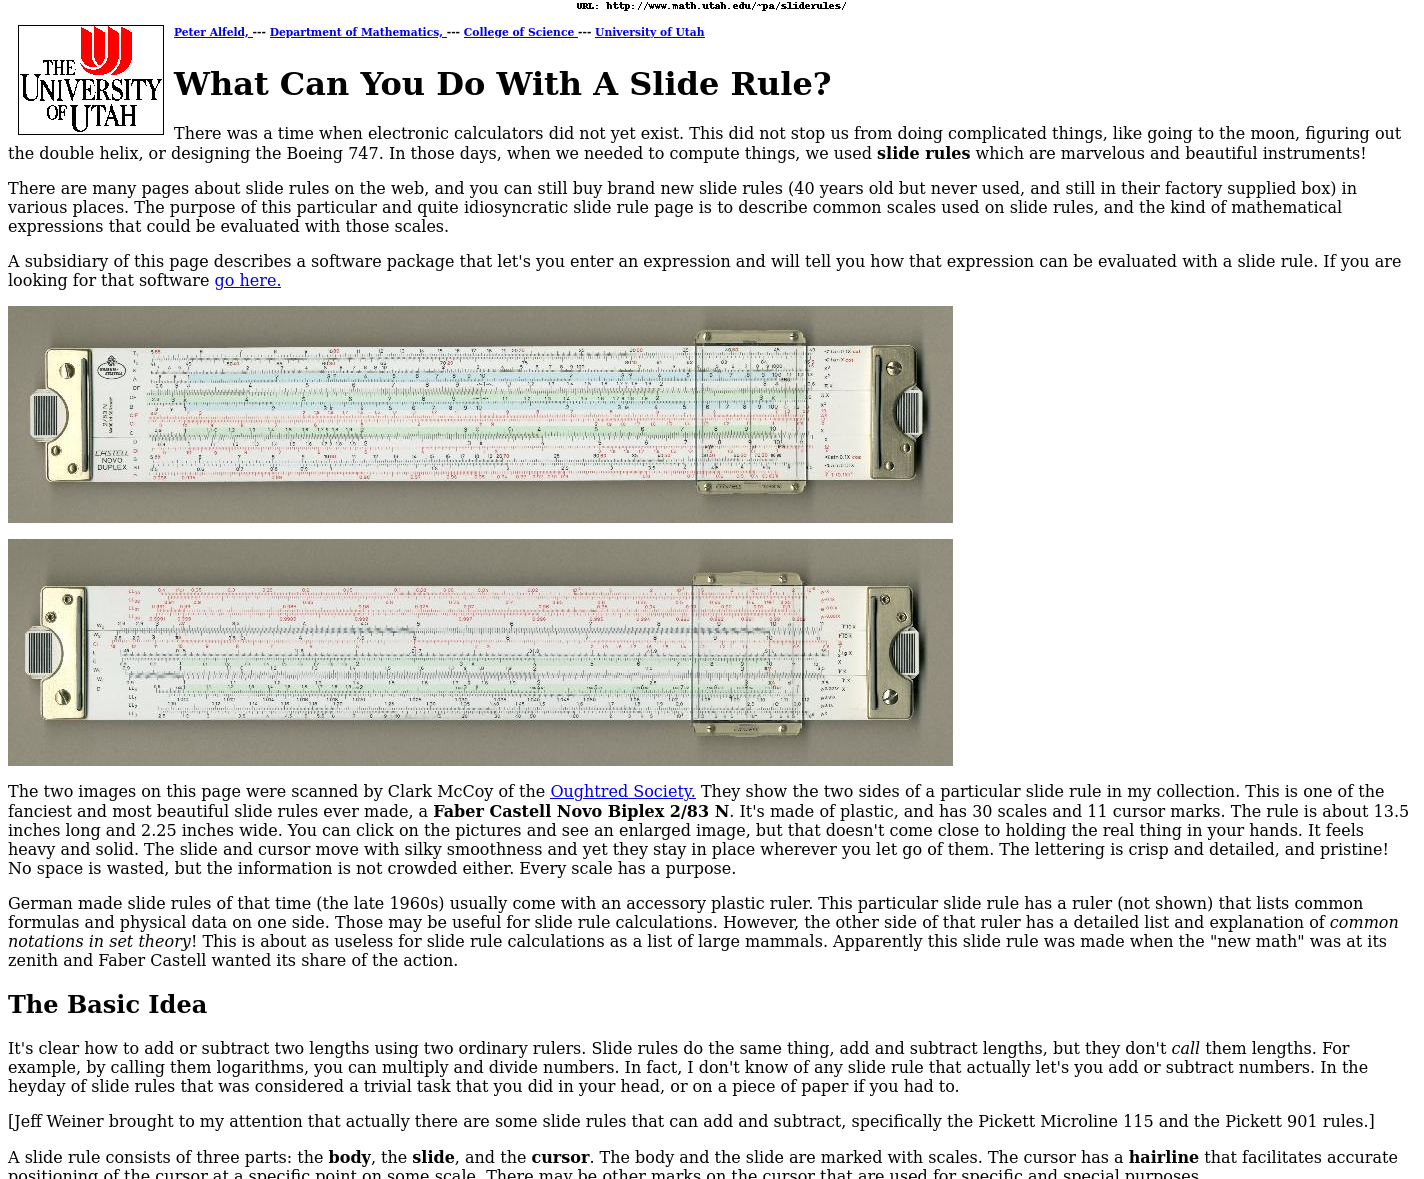 URL: http://www.math.utah.edu/~pa/sliderules/
THE
UNIVERSITY
OF
UTAH
Peter Alfeld, --- Department of Mathematics, --- College of Science --- University of Utah
What Can You Do With A Slide Rule?
There was a time when electronic calculators did not yet exist. This did not stop us from doing complicated things, like going to the moon, figuring out
the double helix, or designing the Boeing 747. In those days, when we needed to compute things, we used slide rules which are marvelous and beautiful instruments!
There are many pages about slide rules on the web, and you can still buy brand new slide rules (40 years old but never used, and still in their factory supplied box) in
various places. The purpose of this particular and quite idiosyncratic slide rule page is to describe common scales used on slide rules, and the kind of mathematical
expressions that could be evaluated with those scales.
A subsidiary of this page describes a software package that let's you enter an expression and will tell you how that expression can be evaluated with a slide rule. If you are
looking for that software go here.
CASTELL
NOVO
DUPLEX
2/83 N
The two images on this page were scanned by Clark McCoy of the Oughtred Society. They show the two sides of a particular slide rule in my collection. This is one of the
fanciest and most beautiful slide rules ever made, a Faber Castell Novo Biplex 2/83 N. It's made of plastic, and has 30 scales and 11 cursor marks. The rule is about 13.5
inches long and 2.25 inches wide. You can click on the pictures and see an enlarged image, but that doesn't come close to holding the real thing in your hands. It feels
heavy and solid. The slide and cursor move with silky smoothness and yet they stay in place wherever you let go of them. The lettering is crisp and detailed, and pristine!
No space is wasted, but the information is not crowded either. Every scale has a purpose.
German made slide rules of that time (the late 1960s) usually come with an accessory plastic ruler. This particular slide rule has a ruler (not shown) that lists common
formulas and physical data on one side. Those may be useful for slide rule calculations. However, the other side of that ruler has a detailed list and explanation of common
notations in set theory! This is about as useless for slide rule calculations as a list of large mammals. Apparently this slide rule was made when the "new math" was at its
zenith and Faber Castell wanted its share of the action.
The Basic Idea
It's clear how to add or subtract two lengths using two ordinary rulers. Slide rules do the same thing, add and subtract lengths, but they don't call them lengths. For
example, by calling them logarithms, you can multiply and divide numbers. In fact, I don't know of any slide rule that actually let's you add or subtract numbers. In the
heyday of slide rules that was considered a trivial task that you did in your head, or on a piece of paper if you had to.
[Jeff Weiner brought to my attention that actually there are some slide rules that can add and subtract, specifically the Pickett Microline 115 and the Pickett 901 rules.]
A slide rule consists of three parts: the body, the slide, and the cursor. The body and the slide are marked with scales. The cursor has a hairline that facilitates accurate
positioning of the cursor at a specific point on some scale. There may be other marks on the cursor that are used for specific and special purposes.